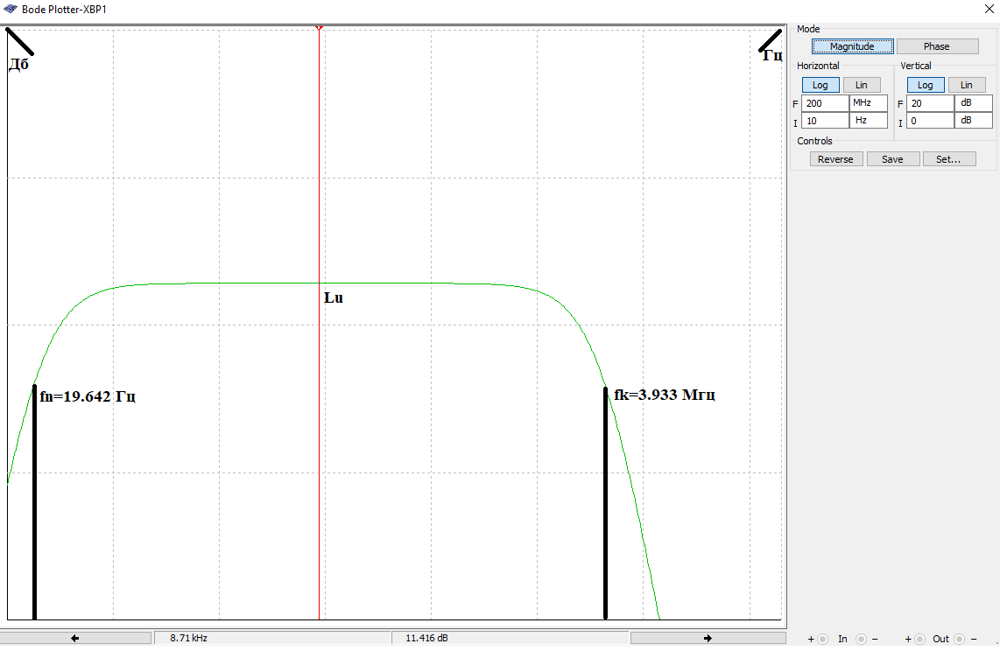 Bode Plotter-XBP1
Mode
Magnitude Phase
Horizontal Vertical
Log Lin Log Lin
F 200 MHz F 20 dB
I 10 Hz I 0 dB
Controls
Reverse Save Set...
Дб
Гц
Lu
fn=19.642 Гц
fk=3.933 Мгц
8.71 kHz 11.416 dB
+ In − + Out −